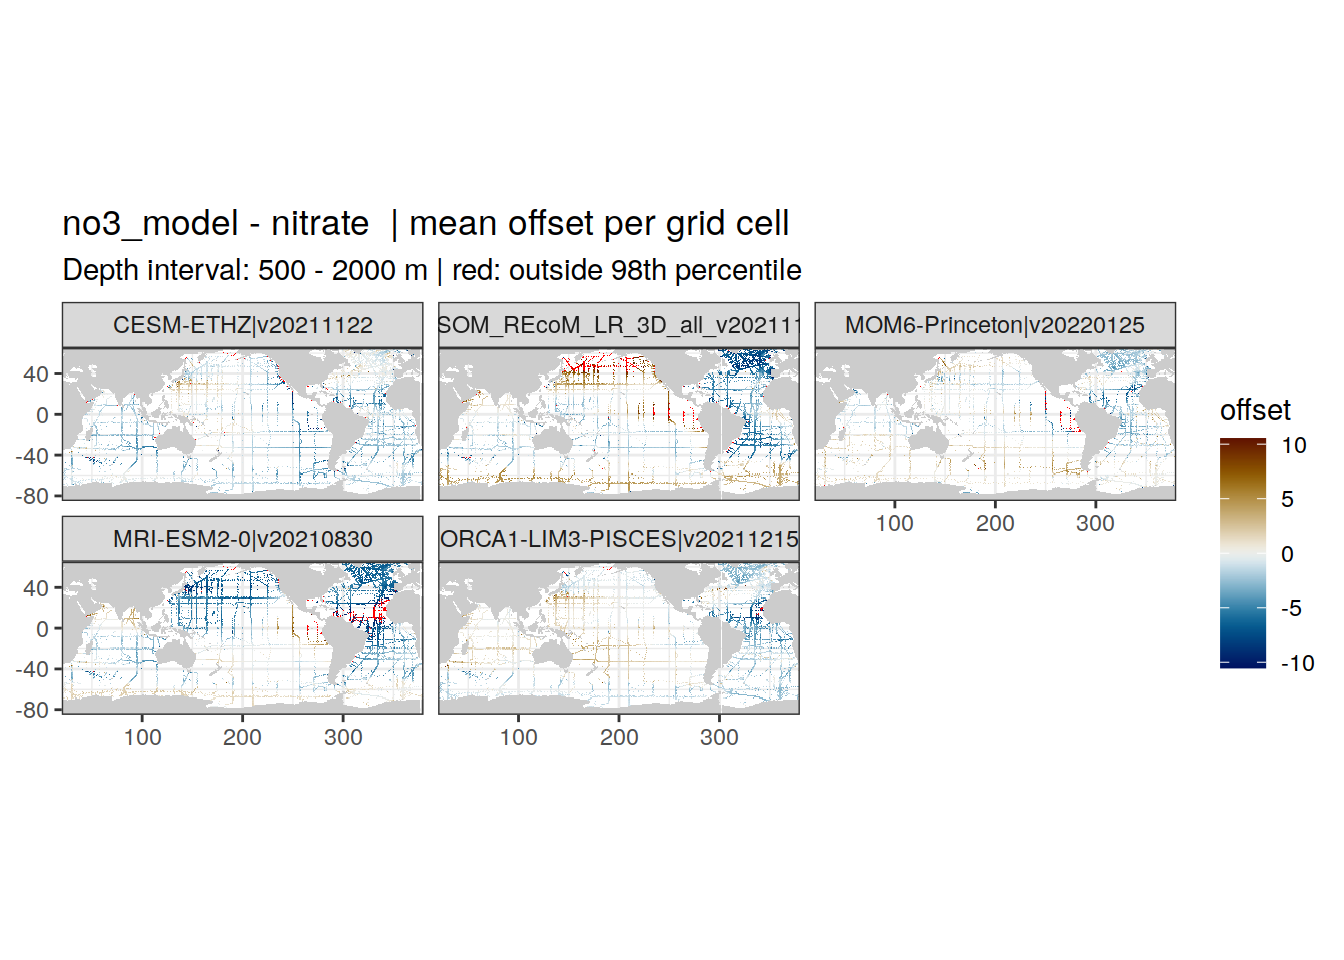 no3_model - nitrate  | mean offset per grid cell
Depth interval: 500 - 2000 m | red: outside 98th percentile
CESM-ETHZ|v20211122
SOM_REcoM_LR_3D_all_v202111
MOM6-Princeton|v20220125
40
0
-40
-80
100
200
300
MRI-ESM2-0|v20210830
ORCA1-LIM3-PISCES|v20211215
40
0
-40
-80
100
200
300
100
200
300
offset
10
5
0
-5
-10